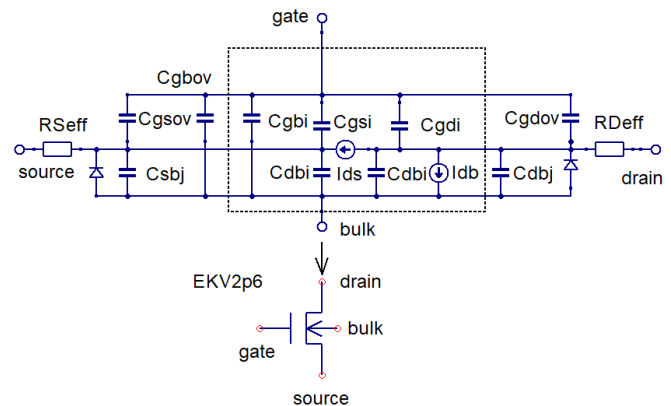 gate
Cgbov
RSeff Cgsov Cgbi Cgsi Cgdi Cgdov RDeff
source Csbj Cdbi Ids Cdbi Idb Cdbj drain
bulk
EKV2p6 drain
bulk
gate
source